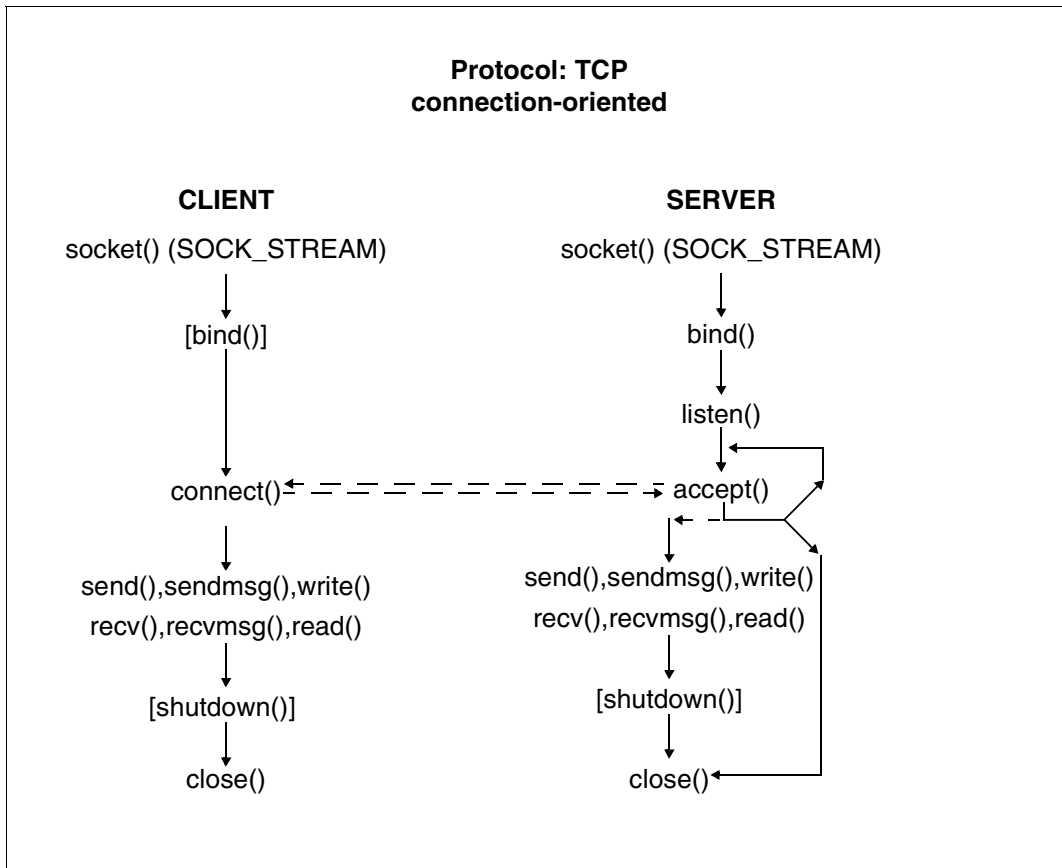 Protocol: TCP
connection-oriented
CLIENT
socket() (SOCK_STREAM)
[bind()]
connect()
send(),sendmsg(),write()
recv(),recvmsg(),read()
[shutdown()]
close()
SERVER
socket() (SOCK_STREAM)
bind()
listen()
accept()
send(),sendmsg(),write()
recv(),recvmsg(),read()
[shutdown()]
close()